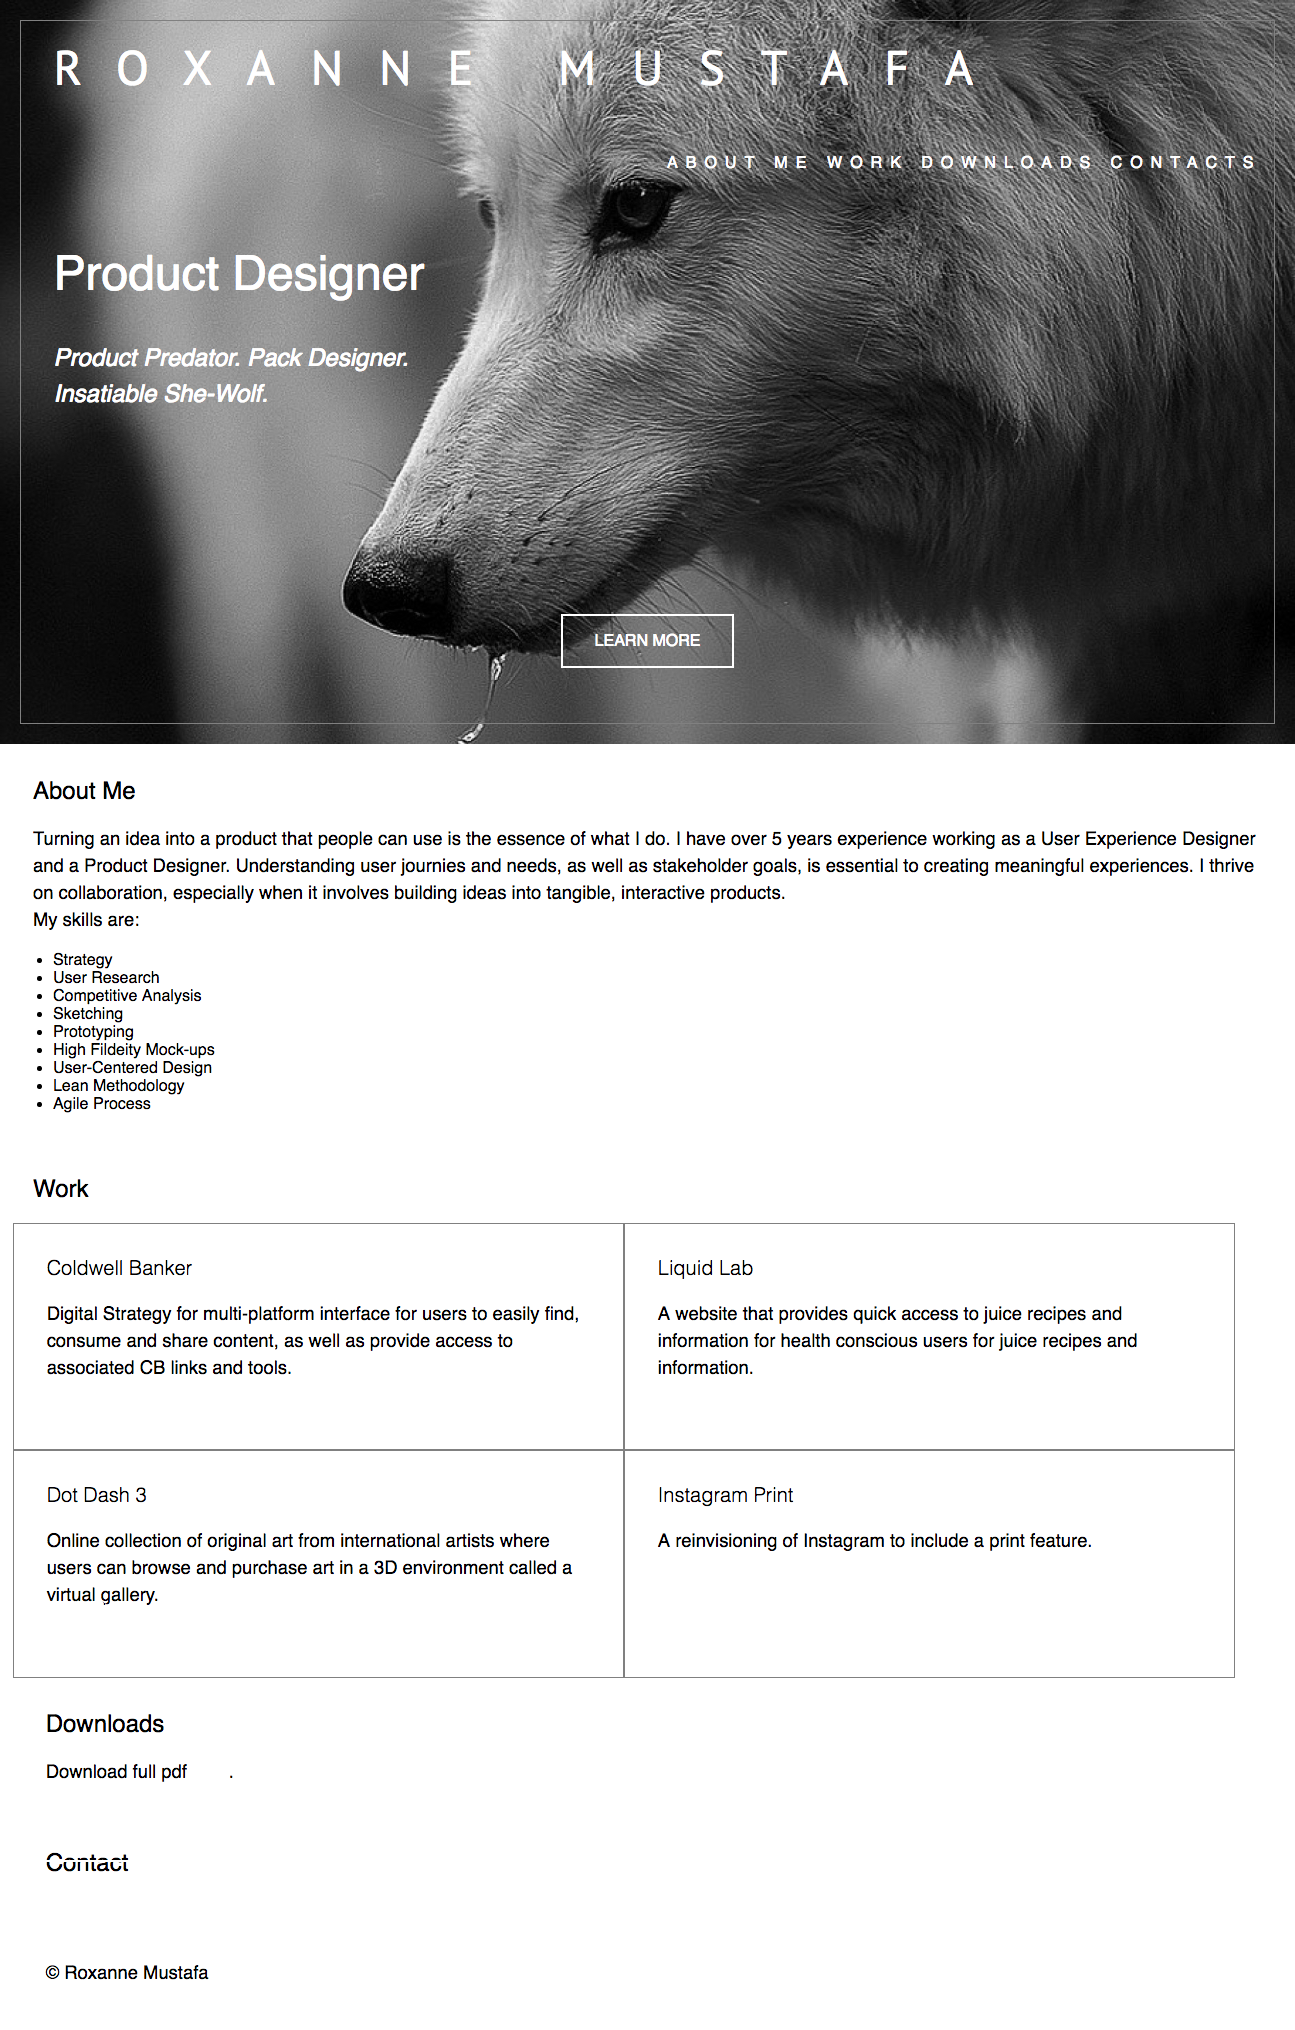 ROXANNE MUSTAFA
ABOUT ME WORK DOWNLOADS CONTACTS
Product Designer
Product Predator. Pack Designer.
Insatiable She-Wolf.
LEARN MORE
About Me
Turning an idea into a product that people can use is the essence of what I do. I have over 5 years experience working as a User Experience Designer
and a Product Designer. Understanding user journies and needs, as well as stakeholder goals, is essential to creating meaningful experiences. I thrive
on collaboration, especially when it involves building ideas into tangible, interactive products.
My skills are:
• Strategy
• User Research
• Competitive Analysis
• Sketching
• Prototyping
• High Fildeity Mock-ups
• User-Centered Design
• Lean Methodology
• Agile Process
Work
Coldwell Banker
Digital Strategy for multi-platform interface for users to easily find,
consume and share content, as well as provide access to
associated CB links and tools.
Liquid Lab
A website that provides quick access to juice recipes and
information for health conscious users for juice recipes and
information.
Dot Dash 3
Online collection of original art from international artists where
users can browse and purchase art in a 3D environment called a
virtual gallery.
Instagram Print
A reinvisioning of Instagram to include a print feature.
Downloads
Download full pdf .
Contact
© Roxanne Mustafa